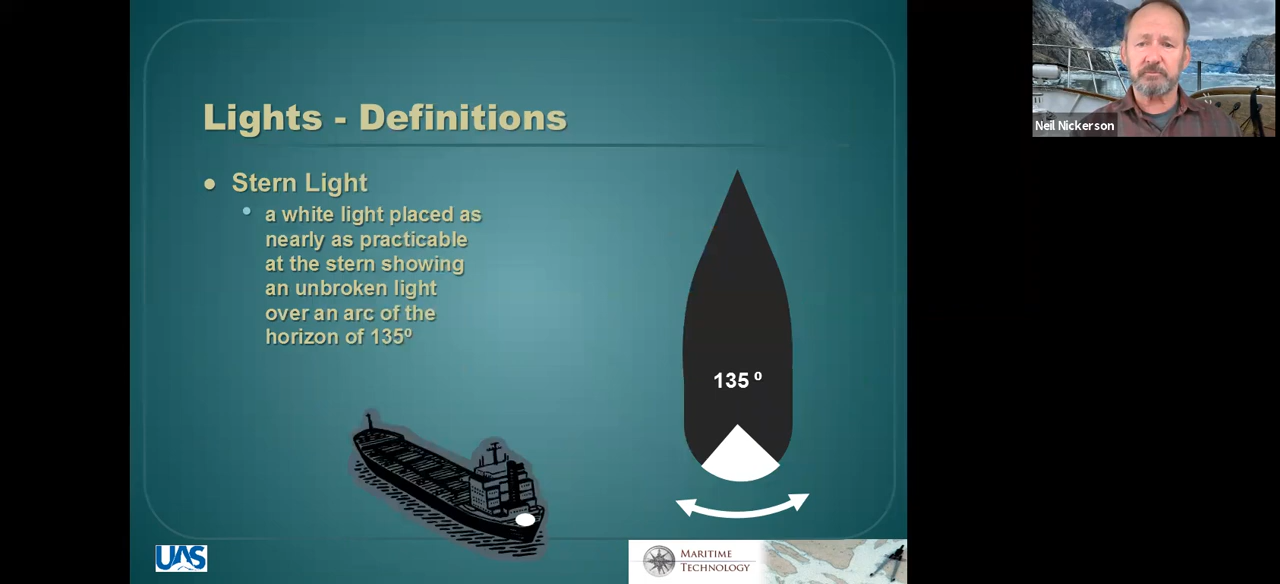 Lights - Definitions
• Stern Light
• a white light placed as
nearly as practicable
at the stern showing
an unbroken light
over an arc of the
horizon of 135º
135 º
UAS
MARITIME
TECHNOLOGY
Neil Nickerson